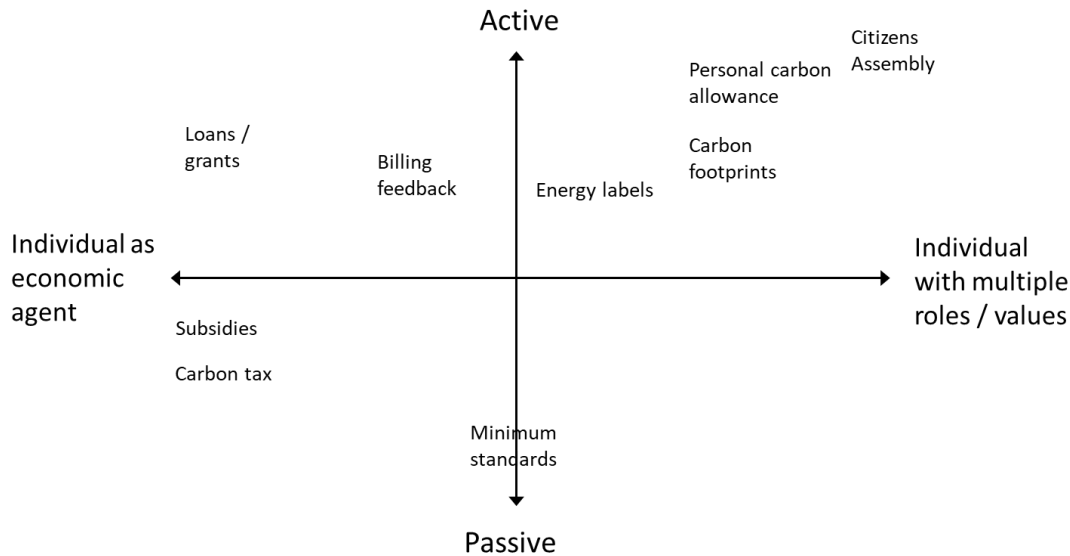 Active
Citizens
Assembly
Personal carbon
allowance
Loans /
grants
Carbon
footprints
Billing
feedback
Energy labels
Individual as
economic
agent
Individual
with multiple
roles / values
Subsidies
Carbon tax
Minimum
standards
Passive